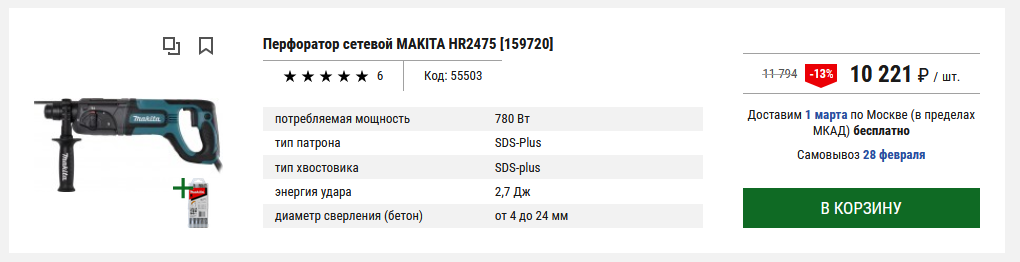 Перфоратор сетевой MAKITA HR2475 [159720]
★ ★ ★ ★ ★ 6
Код: 55503
потребляемая мощность 780 Вт
тип патрона SDS-Plus
тип хвостовика SDS-plus
энергия удара 2,7 Дж
диаметр сверления (бетон) от 4 до 24 мм
makita
Makita
11 794 -13% 10 221 ₽ / шт.
Доставим 1 марта по Москве (в пределах
МКАД) бесплатно
Самовывоз 28 февраля
В КОРЗИНУ